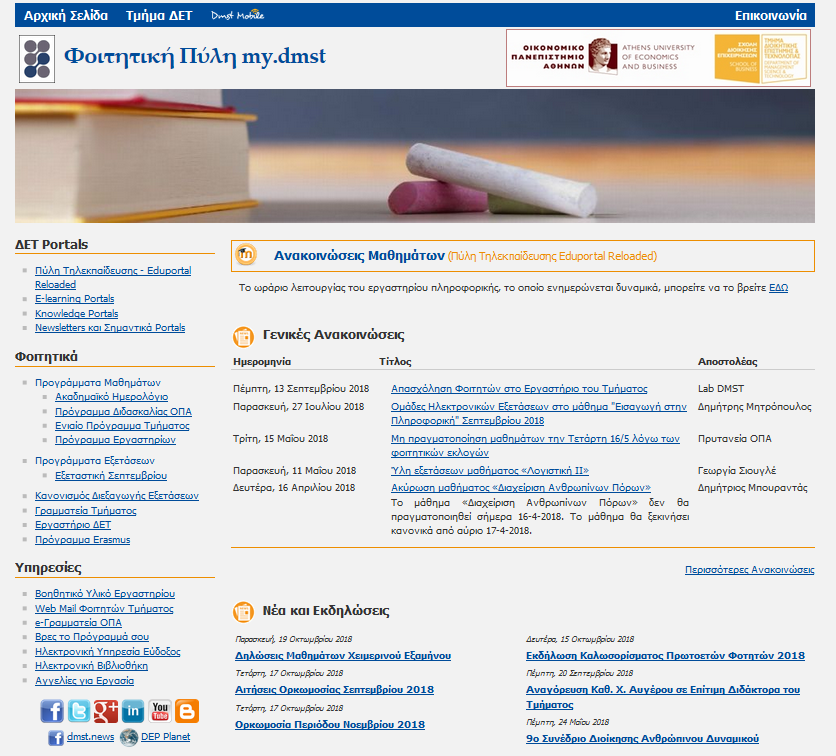 Αρχική Σελίδα Τμήμα ΔΕΤ Dmst Mobile Επικοινωνία
Φοιτητική Πύλη my.dmst
ΟΙΚΟΝΟΜΙΚΟ
ΠΑΝΕΠΙΣΤΗΜΙΟ
ΑΘΗΝΩΝ
ATHENS UNIVERSITY
OF ECONOMICS
AND BUSINESS
ΣΧΟΛΗ
ΔΙΟΙΚΗΣΗΣ
ΕΠΙΧΕΙΡΗΣΕΩΝ
SCHOOL OF
BUSINESS
ΤΜΗΜΑ
ΔΙΟΙΚΗΤΙΚΗΣ
ΕΠΙΣΤΗΜΗΣ &
ΤΕΧΝΟΛΟΓΙΑΣ
DEPARTMENT OF
MANAGEMENT
SCIENCE &
TECHNOLOGY
ΔΕΤ Portals
Πύλη Τηλεκπαίδευσης - Eduportal
Reloaded
E-learning Portals
Knowledge Portals
Newsletters και Σημαντικά Portals
Φοιτητικά
Προγράμματα Μαθημάτων
Ακαδημαϊκό Ημερολόγιο
Πρόγραμμα Διδασκαλίας ΟΠΑ
Ενιαίο Πρόγραμμα Τμήματος
Πρόγραμμα Εργαστηρίων
Προγράμματα Εξετάσεων
Εξεταστική Σεπτεμβρίου
Κανονισμός Διεξαγωγής Εξετάσεων
Γραμματεία Τμήματος
Εργαστήριο ΔΕΤ
Πρόγραμμα Erasmus
Υπηρεσίες
Βοηθητικό Υλικό Εργαστηρίου
Web Mail Φοιτητών Τμήματος
e-Γραμματεία ΟΠΑ
Βρες το Πρόγραμμά σου
Ηλεκτρονική Υπηρεσία Εύδοξος
Ηλεκτρονική Βιβλιοθήκη
Αγγελίες για Εργασία
You
Tube
dmst.news DEP Planet
Ανακοινώσεις Μαθημάτων (Πύλη Τηλεκπαίδευσης Eduportal Reloaded)
Το ωράριο λειτουργίας του εργαστηρίου πληροφορικής, το οποίο ενημερώνεται δυναμικά, μπορείτε να το βρείτε ΕΔΩ
Γενικές Ανακοινώσεις
Ημερομηνία Τίτλος Αποστολέας
Πέμπτη, 13 Σεπτεμβρίου 2018 Απασχόληση Φοιτητών στο Εργαστήριο του Τμήματος Lab DMST
Παρασκευή, 27 Ιουλίου 2018 Ομάδες Ηλεκτρονικών Εξετάσεων στο μάθημα "Εισαγωγή στην Δημήτρης Μητρόπουλος
Πληροφορική" Σεπτεμβρίου 2018
Τρίτη, 15 Μαΐου 2018 Μη πραγματοποίηση μαθημάτων την Τετάρτη 16/5 λόγω των Πρυτανεία ΟΠΑ
φοιτητικών εκλογών
Παρασκευή, 11 Μαΐου 2018 Ύλη εξετάσεων μαθήματος «Λογιστική ΙΙ» Γεωργία Σιουγλέ
Δευτέρα, 16 Απριλίου 2018 Ακύρωση μαθήματος «Διαχείριση Ανθρωπίνων Πόρων» Δημήτριος Μπουραντάς
Το μάθημα «Διαχείριση Ανθρωπίνων Πόρων» δεν θα
πραγματοποιηθεί σήμερα 16-4-2018. Το μάθημα θα ξεκινήσει
κανονικά από αύριο 17-4-2018.
Περισσότερες Ανακοινώσεις
Νέα και Εκδηλώσεις
Παρασκευή, 19 Οκτωβρίου 2018
Δηλώσεις Μαθημάτων Χειμερινού Εξαμήνου
Τετάρτη, 17 Οκτωβρίου 2018
Αιτήσεις Ορκωμοσίας Σεπτεμβρίου 2018
Τετάρτη, 17 Οκτωβρίου 2018
Ορκωμοσία Περιόδου Νοεμβρίου 2018
Δευτέρα, 15 Οκτωβρίου 2018
Εκδήλωση Καλωσορίσματος Πρωτοετών Φοτητών 2018
Πέμπτη, 20 Σεπτεμβρίου 2018
Αναγόρευση Καθ. Χ. Αυγέρου σε Επίτιμη Διδάκτορα του
Τμήματος
Πέμπτη, 24 Μαΐου 2018
9ο Συνέδριο Διοίκησης Ανθρώπινου Δυναμικού